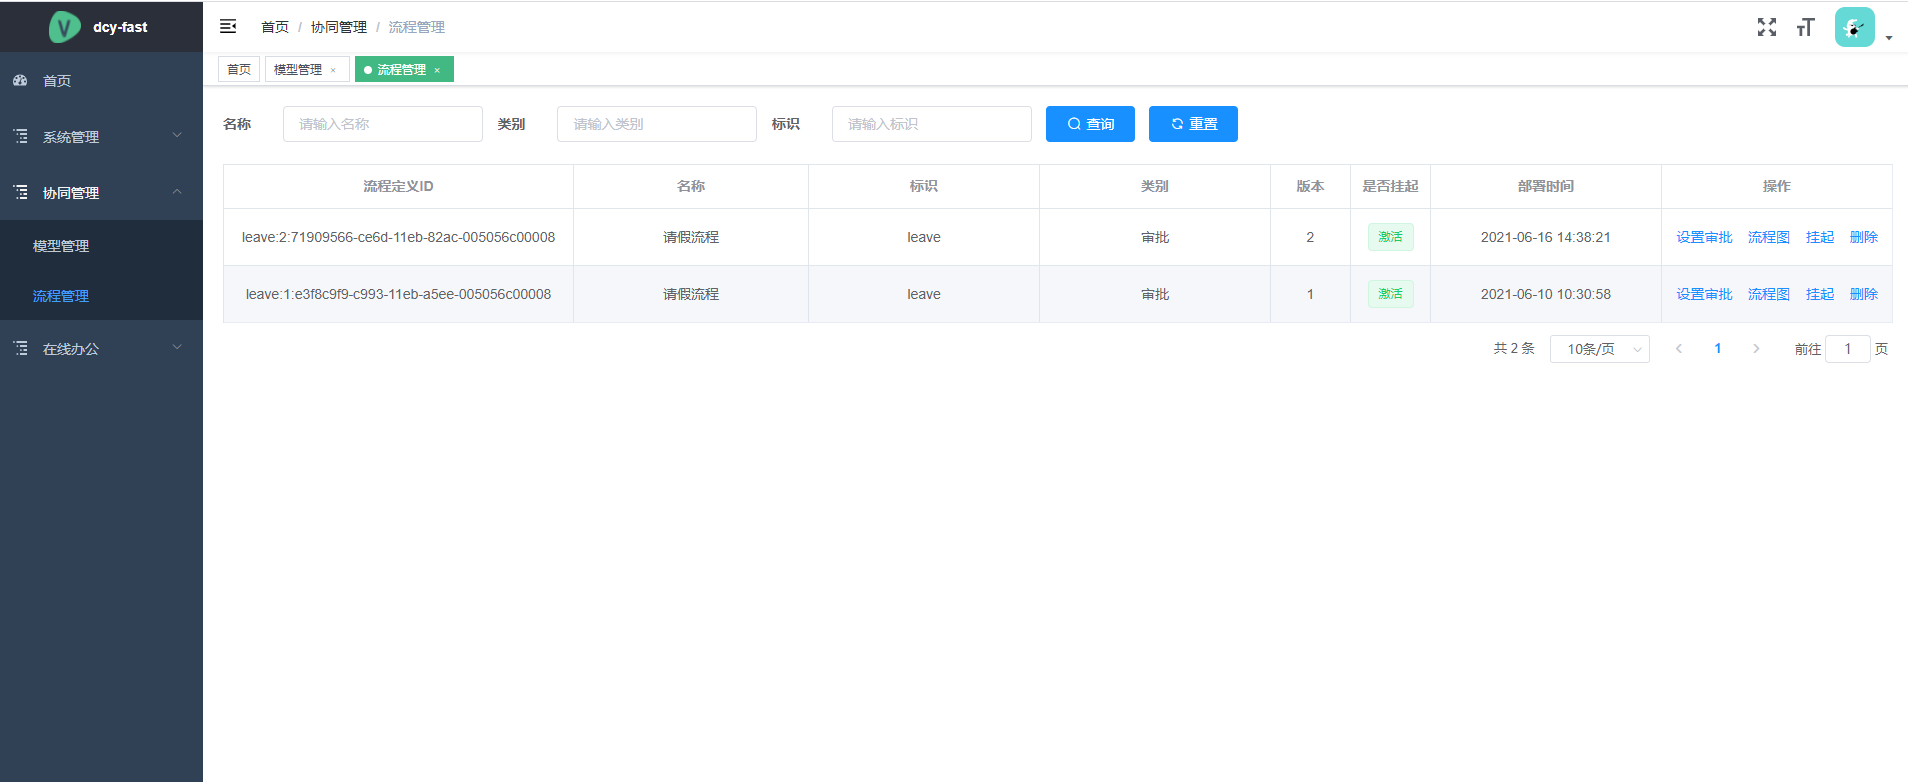 dcy-fast
首页
系统管理
协同管理
模型管理
流程管理
在线办公
首页 / 协同管理 / 流程管理
首页 模型管理 × 流程管理 ×
名称 请输入名称 类别 请输入类别 标识 请输入标识 查询 重置
流程定义ID 名称 标识 类别 版本 是否挂起 部署时间 操作
leave:2:71909566-ce6d-11eb-82ac-005056c00008 请假流程 leave 审批 2 激活 2021-06-16 14:38:21 设置审批 流程图 挂起 删除
leave:1:e3f8c9f9-c993-11eb-a5ee-005056c00008 请假流程 leave 审批 1 激活 2021-06-10 10:30:58 设置审批 流程图 挂起 删除
共 2 条 10条/页 1 前往 1 页